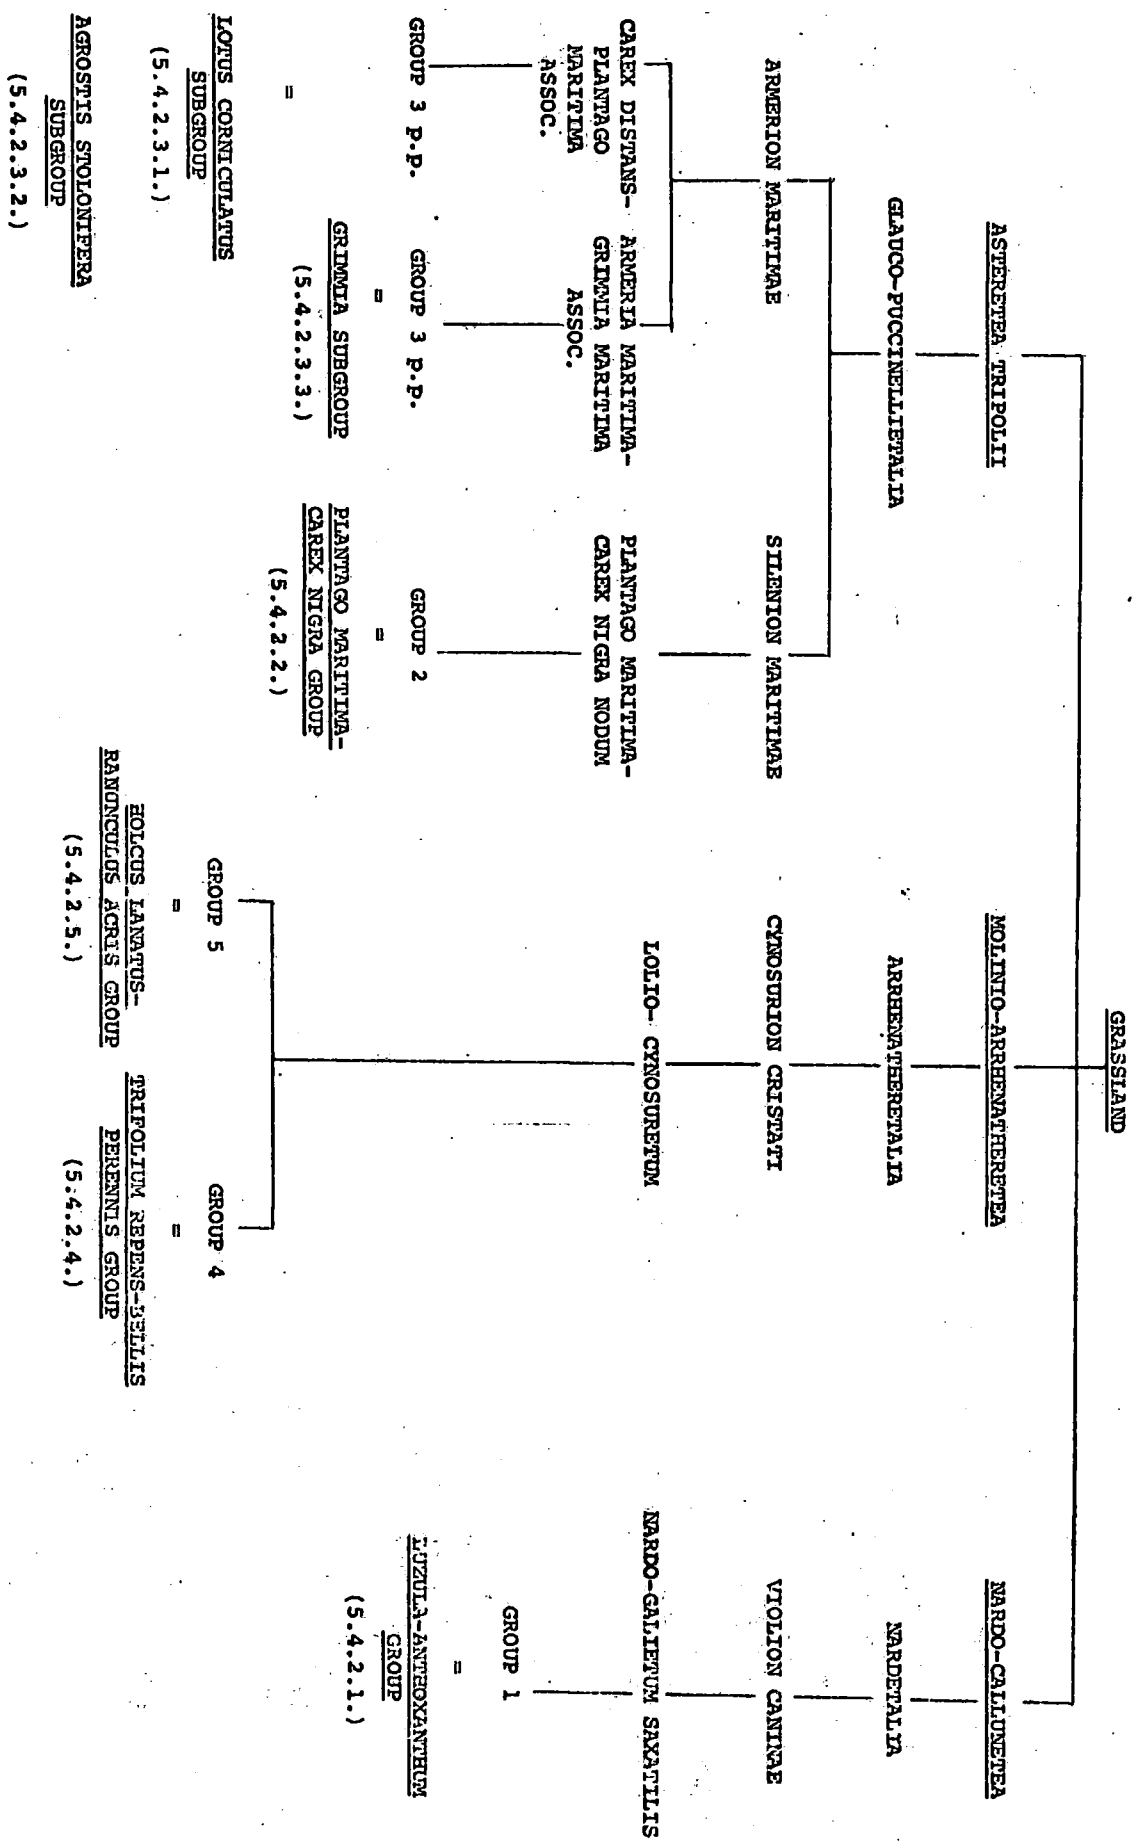 GRASSLAND
ASTERETEA TRIPOLII
MOLINIO-ARRHENATHERETEA
NARDO-CALLUNETEA
GLAUCO-PUCCINELLIETALIA
ARRHENATHERETALIA
NARDETALIA
ARMERION MARITIMAE
SILENION MARITIMAE
CYNOSURION CRISTATI
VIOLION CANINAE
CAREX DISTANS-
PLANTAGO
MARITIMA
ASSOC.
ARMERIA MARITIMA-
GRIMMIA MARITIMA
ASSOC.
PLANTAGO MARITIMA-
CAREX NIGRA NODUM
LOLIO- CYNOSURETUM
NARDO-GALIETUM SAXATILIS
GROUP 3 p.p.
=
LOTUS CORNICULATUS
SUBGROUP
(5.4.2.3.1.)
AGROSTIS STOLONIFERA
SUBGROUP
(5.4.2.3.2.)
GROUP 3 p.p.
=
GRIMMIA SUBGROUP
(5.4.2.3.3.)
GROUP 2
=
PLANTAGO MARITIMA-
CAREX NIGRA GROUP
(5.4.2.2.)
GROUP 5
=
HOLCUS LANATUS-
RANUNCULUS ACRIS GROUP
(5.4.2.5.)
GROUP 4
=
TRIFOLIUM REPENS-BELLIS
PERENNIS GROUP
(5.4.2.4.)
GROUP 1
=
LUZULA-ANTHOXANTHUM
GROUP
(5.4.2.1.)